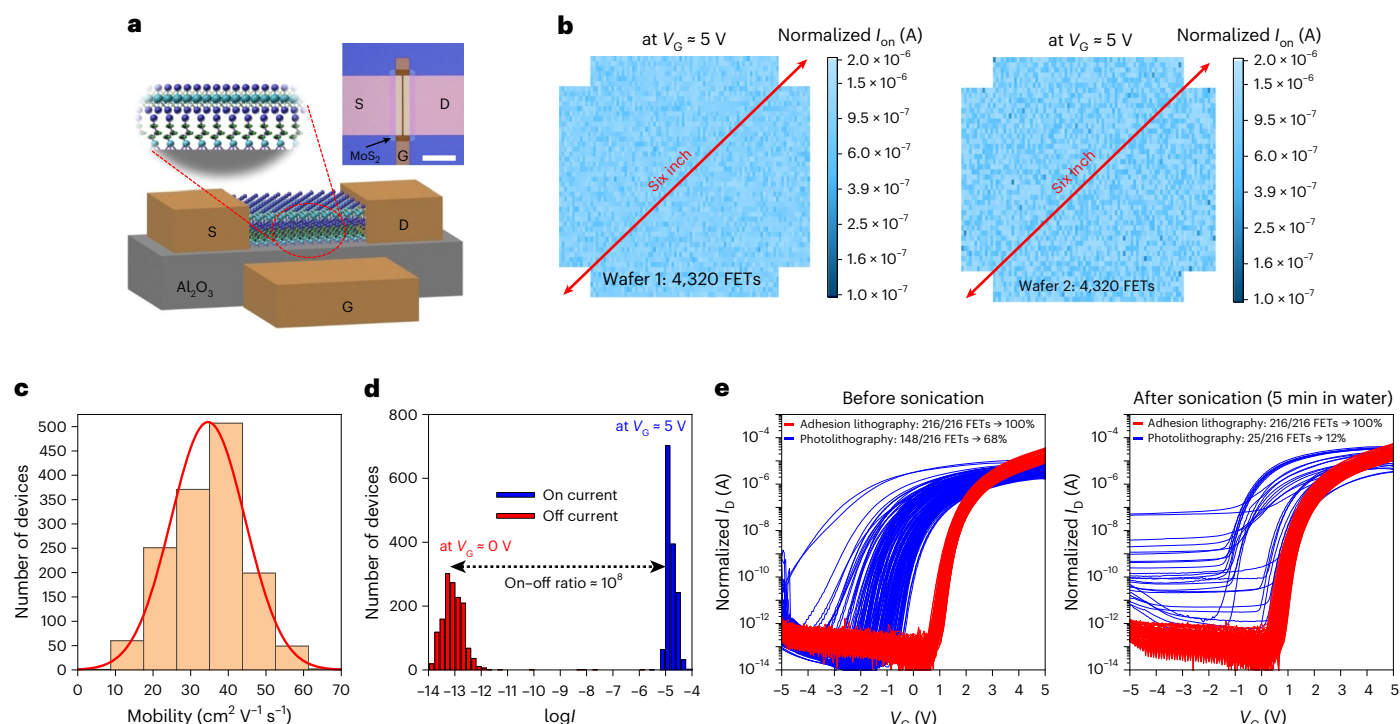 a
S
D
MoS₂
G
S
D
Al₂O₃
G
b
at V_G ≈ 5 V
Normalized I_on (A)
2.0 × 10⁻⁶
1.5 × 10⁻⁶
9.5 × 10⁻⁷
6.0 × 10⁻⁷
3.9 × 10⁻⁷
2.5 × 10⁻⁷
1.6 × 10⁻⁷
1.0 × 10⁻⁷
Six inch
Wafer 1: 4,320 FETs
at V_G ≈ 5 V
Normalized I_on (A)
2.0 × 10⁻⁶
1.5 × 10⁻⁶
9.5 × 10⁻⁷
6.0 × 10⁻⁷
3.9 × 10⁻⁷
2.5 × 10⁻⁷
1.6 × 10⁻⁷
1.0 × 10⁻⁷
Six inch
Wafer 2: 4,320 FETs
c
Number of devices
500
450
400
350
300
250
200
150
100
50
0
0 10 20 30 40 50 60 70
Mobility (cm² V⁻¹ s⁻¹)
d
Number of devices
800
600
400
200
0
at V_G ≈ 5 V
On current
Off current
at V_G ≈ 0 V
On–off ratio ≈ 10⁸
−14 −13 −12 −11 −10 −9 −8 −7 −6 −5 −4
logI
e
Before sonication
Adhesion lithography: 216/216 FETs → 100%
Photolithography: 148/216 FETs → 68%
Normalized I_D (A)
10⁻⁴
10⁻⁶
10⁻⁸
10⁻¹⁰
10⁻¹²
10⁻¹⁴
−5 −4 −3 −2 −1 0 1 2 3 4 5
V_G (V)
After sonication (5 min in water)
Adhesion lithography: 216/216 FETs → 100%
Photolithography: 25/216 FETs → 12%
Normalized I_D (A)
10⁻⁴
10⁻⁶
10⁻⁸
10⁻¹⁰
10⁻¹²
10⁻¹⁴
−5 −4 −3 −2 −1 0 1 2 3 4 5
V_G (V)